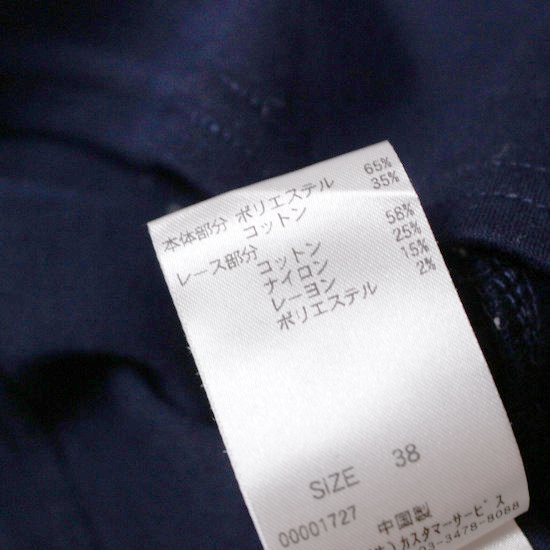 本体部分 ポリエステル 65%
コットン 35%
レース部分
コットン 58%
ナイロン 25%
レーヨン 15%
ポリエステル 2%
SIZE 38
00001727 中国製
カスタマーサービス
3-3478-8088